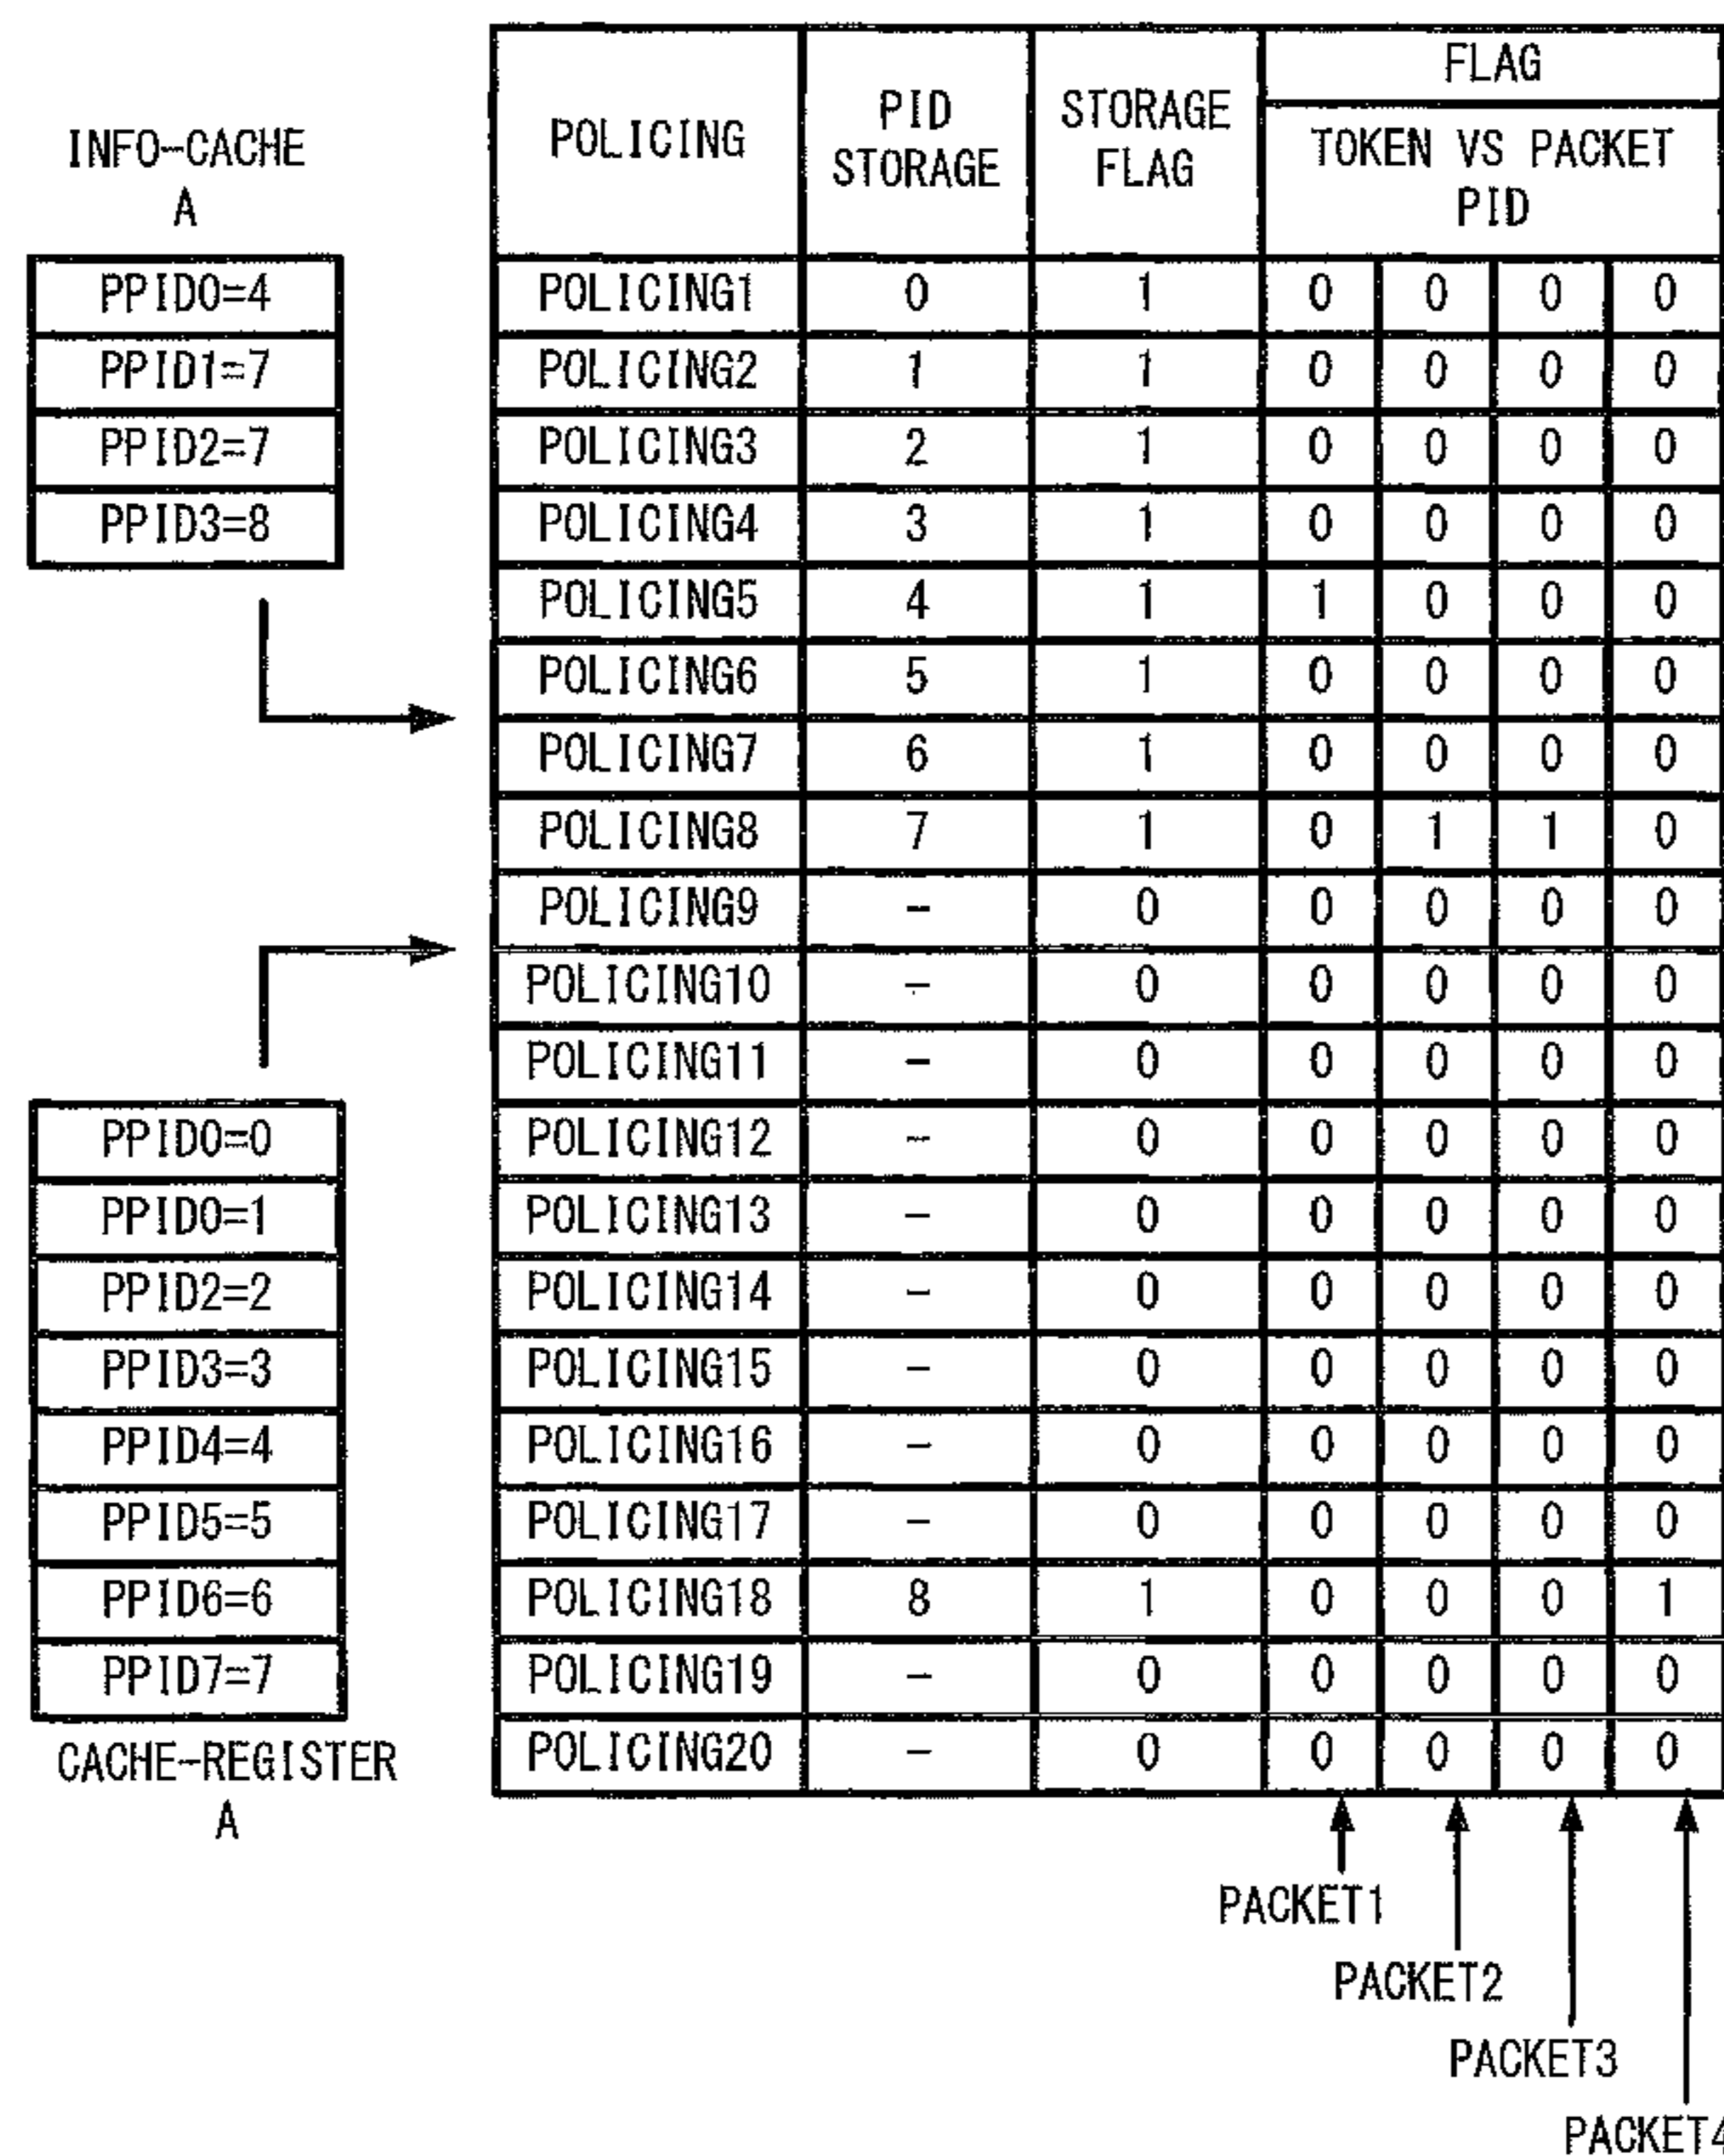 INFO-CACHE
A
PPID0=4
PPID1=7
PPID2=7
PPID3=8
PPID0=0
PPID0=1
PPID2=2
PPID3=3
PPID4=4
PPID5=5
PPID6=6
PPID7=7
CACHE-REGISTER
A
POLICING PID STORAGE STORAGE FLAG FLAG
TOKEN VS PACKET
PID
POLICING1 0 1 0 0 0 0
POLICING2 1 1 0 0 0 0
POLICING3 2 1 0 0 0 0
POLICING4 3 1 0 0 0 0
POLICING5 4 1 1 0 0 0
POLICING6 5 1 0 0 0 0
POLICING7 6 1 0 0 0 0
POLICING8 7 1 0 1 1 0
POLICING9 - 0 0 0 0 0
POLICING10 - 0 0 0 0 0
POLICING11 - 0 0 0 0 0
POLICING12 - 0 0 0 0 0
POLICING13 - 0 0 0 0 0
POLICING14 - 0 0 0 0 0
POLICING15 - 0 0 0 0 0
POLICING16 - 0 0 0 0 0
POLICING17 - 0 0 0 0 0
POLICING18 8 1 0 0 0 1
POLICING19 - 0 0 0 0 0
POLICING20 - 0 0 0 0 0
PACKET1
PACKET2
PACKET3
PACKET4